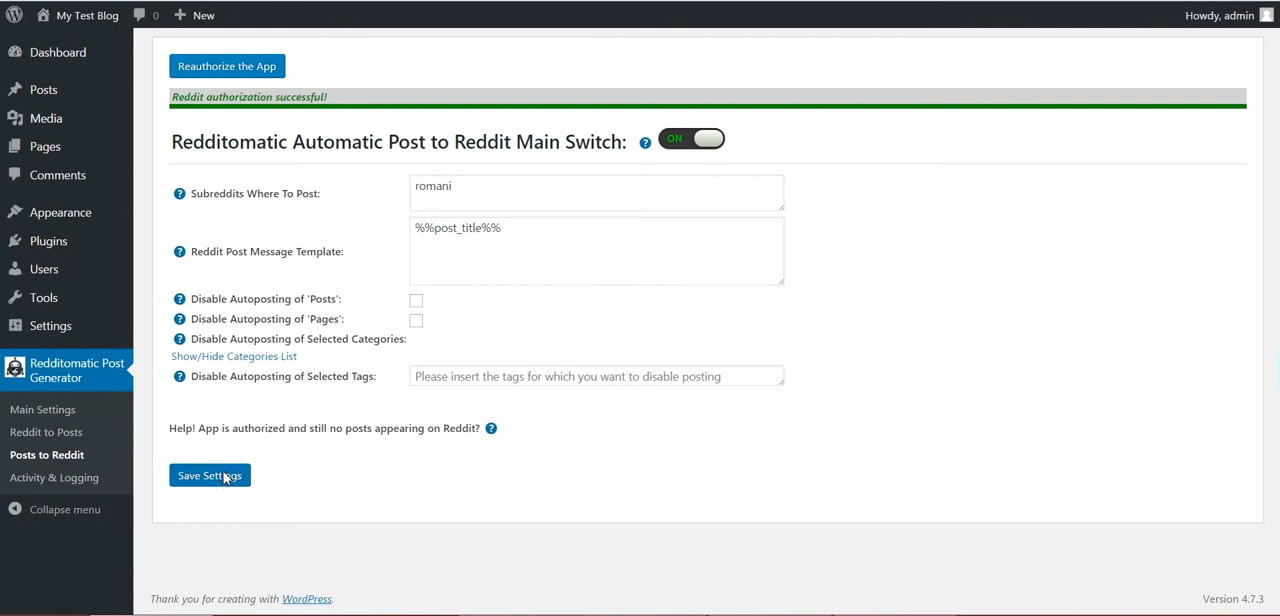 My Test Blog
0
New
Howdy, admin
Dashboard
Posts
Media
Pages
Comments
Appearance
Plugins
Users
Tools
Settings
Redditomatic Post
Generator
Main Settings
Reddit to Posts
Posts to Reddit
Activity & Logging
Collapse menu
Reauthorize the App
Reddit authorization successful!
Redditomatic Automatic Post to Reddit Main Switch: ? ON
? Subreddits Where To Post:
romani
? Reddit Post Message Template:
%%post_title%%
? Disable Autoposting of 'Posts':
? Disable Autoposting of 'Pages':
? Disable Autoposting of Selected Categories:
Show/Hide Categories List
? Disable Autoposting of Selected Tags:
Please insert the tags for which you want to disable posting
Help! App is authorized and still no posts appearing on Reddit? ?
Save Settings
Thank you for creating with WordPress.
Version 4.7.3